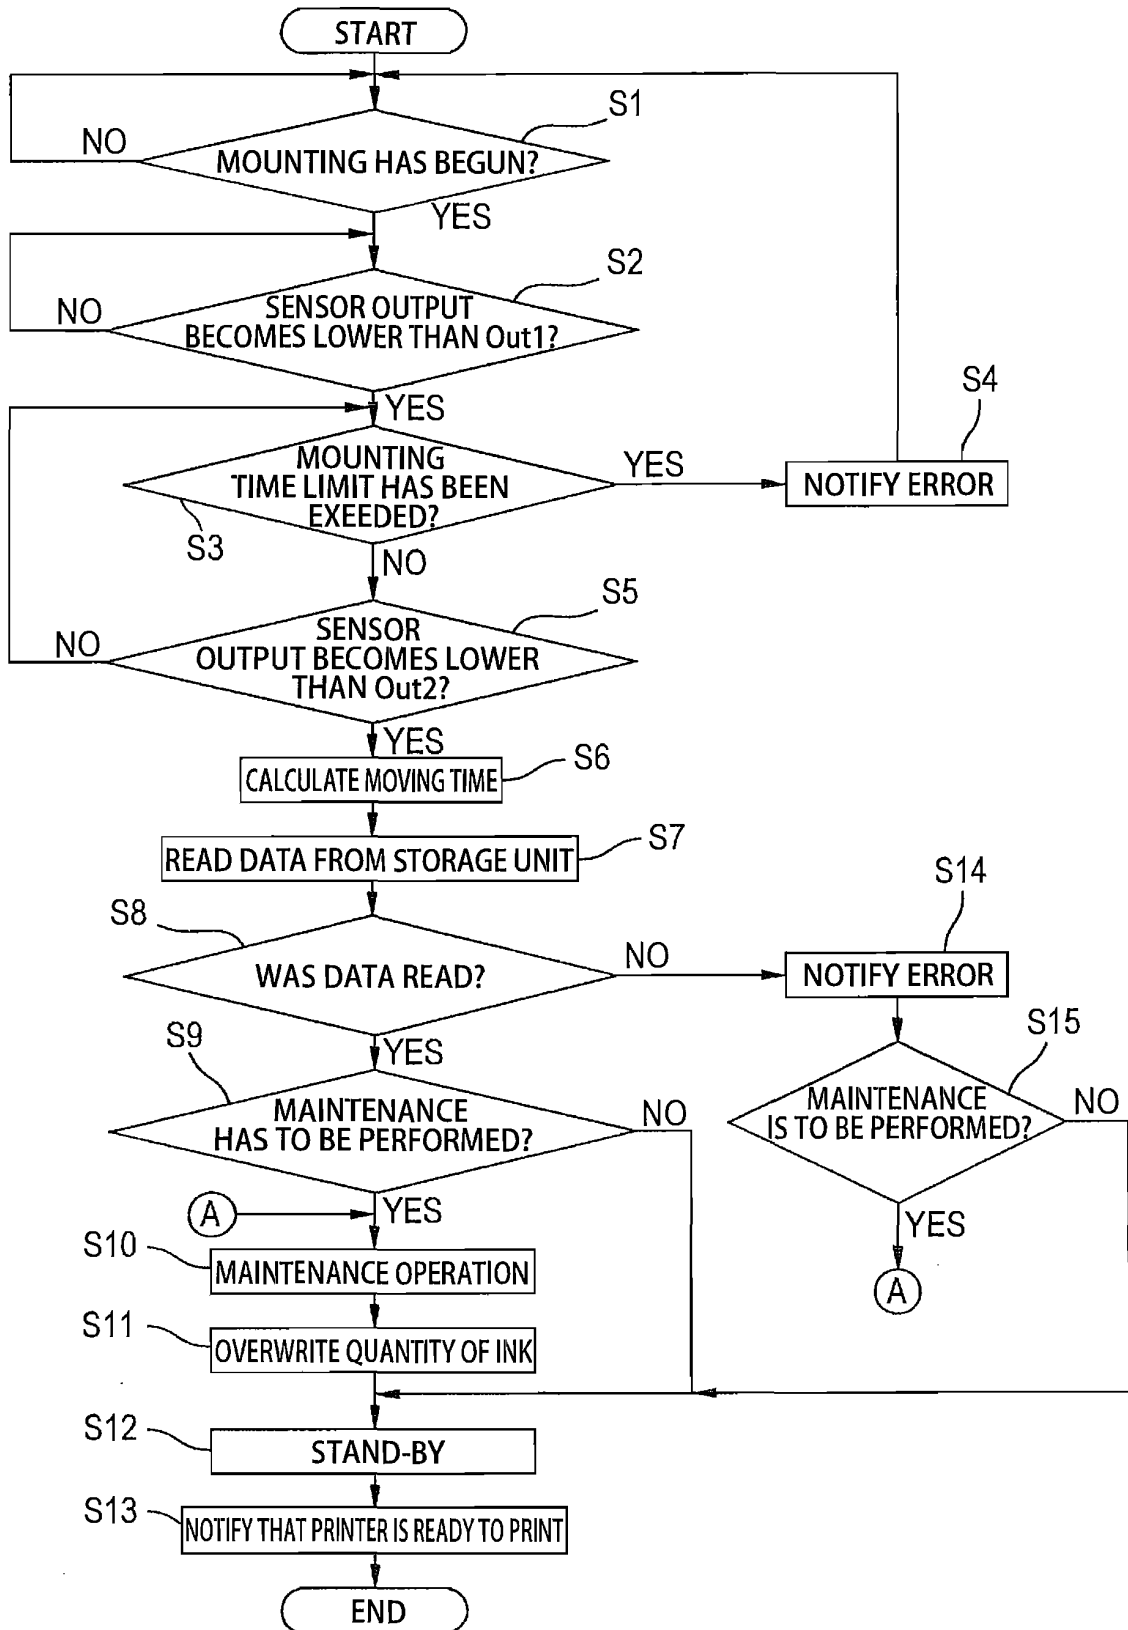 START
S1
NO
MOUNTING HAS BEGUN?
YES
S2
NO
SENSOR OUTPUT
BECOMES LOWER THAN Out1?
YES
S4
MOUNTING
TIME LIMIT HAS BEEN
EXEEDED?
YES
NOTIFY ERROR
S3
NO
S5
NO
SENSOR
OUTPUT BECOMES LOWER
THAN Out2?
YES
S6
CALCULATE MOVING TIME
S7
READ DATA FROM STORAGE UNIT
S14
S8
WAS DATA READ?
NO
NOTIFY ERROR
S9
YES
S15
MAINTENANCE
HAS TO BE PERFORMED?
NO
MAINTENANCE
IS TO BE PERFORMED?
NO
A
YES
YES
S10
MAINTENANCE OPERATION
A
S11
OVERWRITE QUANTITY OF INK
S12
STAND-BY
S13
NOTIFY THAT PRINTER IS READY TO PRINT
END